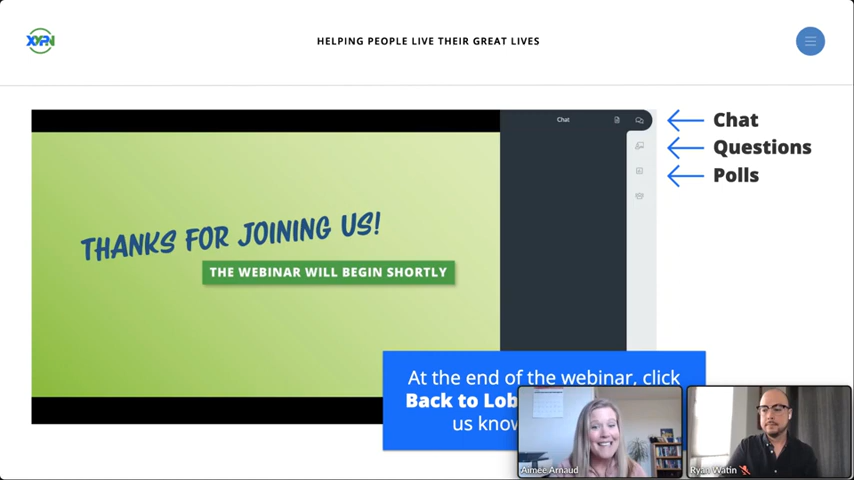 XYPN
HELPING PEOPLE LIVE THEIR GREAT LIVES
Chat
THANKS FOR JOINING US!
THE WEBINAR WILL BEGIN SHORTLY
Chat
Questions
Polls
At the end of the webinar, click
Back to Lob
us know
Aimee Arnaud
Ryan Watin